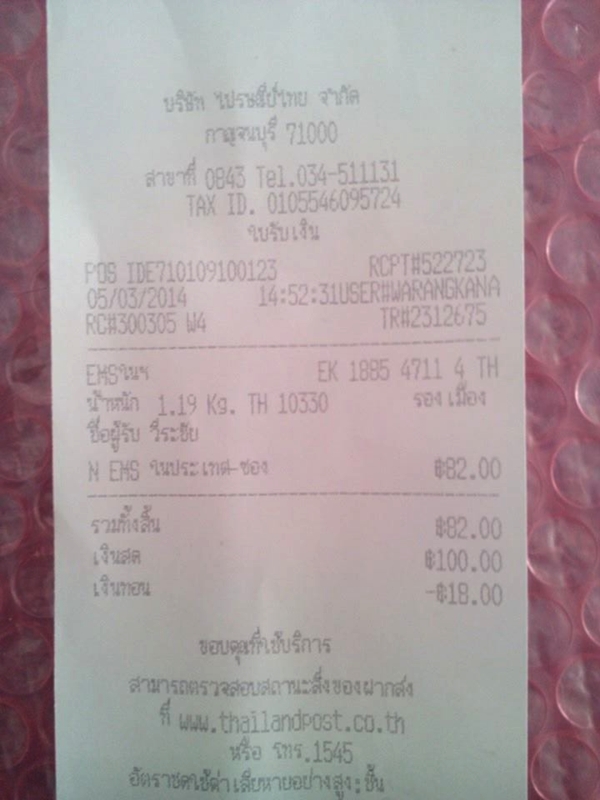 บริษัท ไปรษณีย์ไทย จำกัด
กาญจนบุรี 71000
สาขาที่ 0843 Tel.034-511131
TAX ID. 0105546095724
ใบรับเงิน
POS IDE710109100123 RCPT#522723
05/03/2014 14:52:31USER#WARANGKANA
RC#300305 W4 TR#2312675
EMSในฯ EK 1885 4711 4 TH
น้ำหนัก 1.19 Kg. TH 10330 รองเมือง
ชื่อผู้รับ วีระชัย
N EMS ในประเทศ-ซอง ฿82.00
รวมทั้งสิ้น ฿82.00
เงินสด ฿100.00
เงินทอน -฿18.00
ขอบคุณที่ใช้บริการ
สามารถตรวจสอบสถานะสิ่งของฝากส่ง
ที่ www.thailandpost.co.th
หรือ โทร.1545
อัตราชดใช้ค่าเสียหายอย่างสูง:ชิ้น